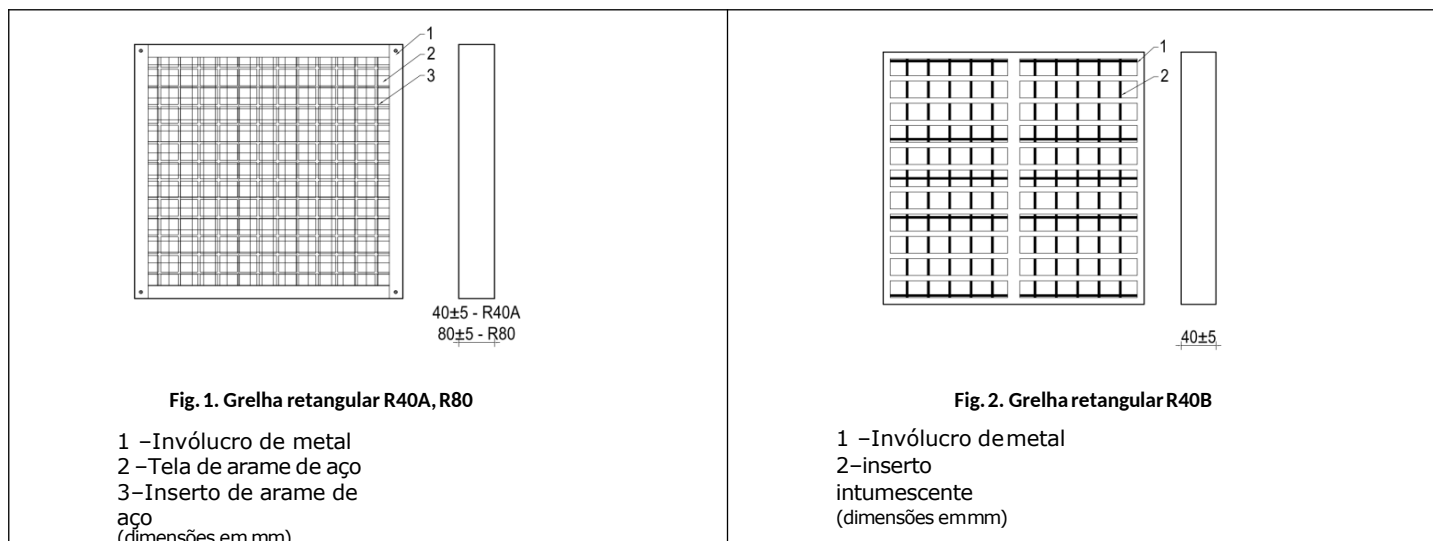 1
2
3
40±5 - R40A
80±5 - R80
Fig. 1. Grelha retangular R40A, R80
1 –Invólucro de metal
2 –Tela de arame de aço
3–Inserto de arame de
aço
(dimensões em mm)
1
2
40±5
Fig. 2. Grelha retangular R40B
1 –Invólucro de metal
2–inserto
intumescente
(dimensões em mm)